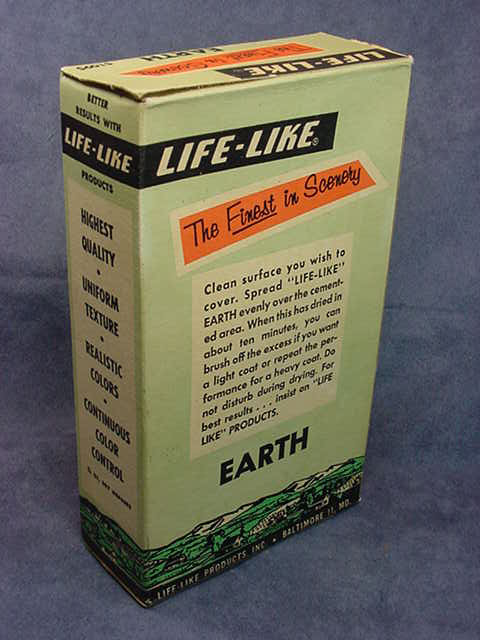 EARTH
The Finest in Scenery
LIFE-LIKE
BETTER
RESULTS WITH
LIFE-LIKE
PRODUCTS
HIGHEST
QUALITY
•
UNIFORM
TEXTURE
•
REALISTIC
COLORS
•
CONTINUOUS
COLOR
CONTROL
LIFE-LIKE®
The Finest in Scenery
Clean surface you wish to
cover. Spread "LIFE-LIKE"
EARTH evenly over the cement-
ed area. When this has dried in
about ten minutes, you can
brush off the excess if you want
a light coat or repeat the per-
formance for a heavy coat. Do
not disturb during drying. For
best results . . . insist on "LIFE
LIKE" PRODUCTS.
EARTH
LIFE-LIKE PRODUCTS, INC. • BALTIMORE 11, MD.